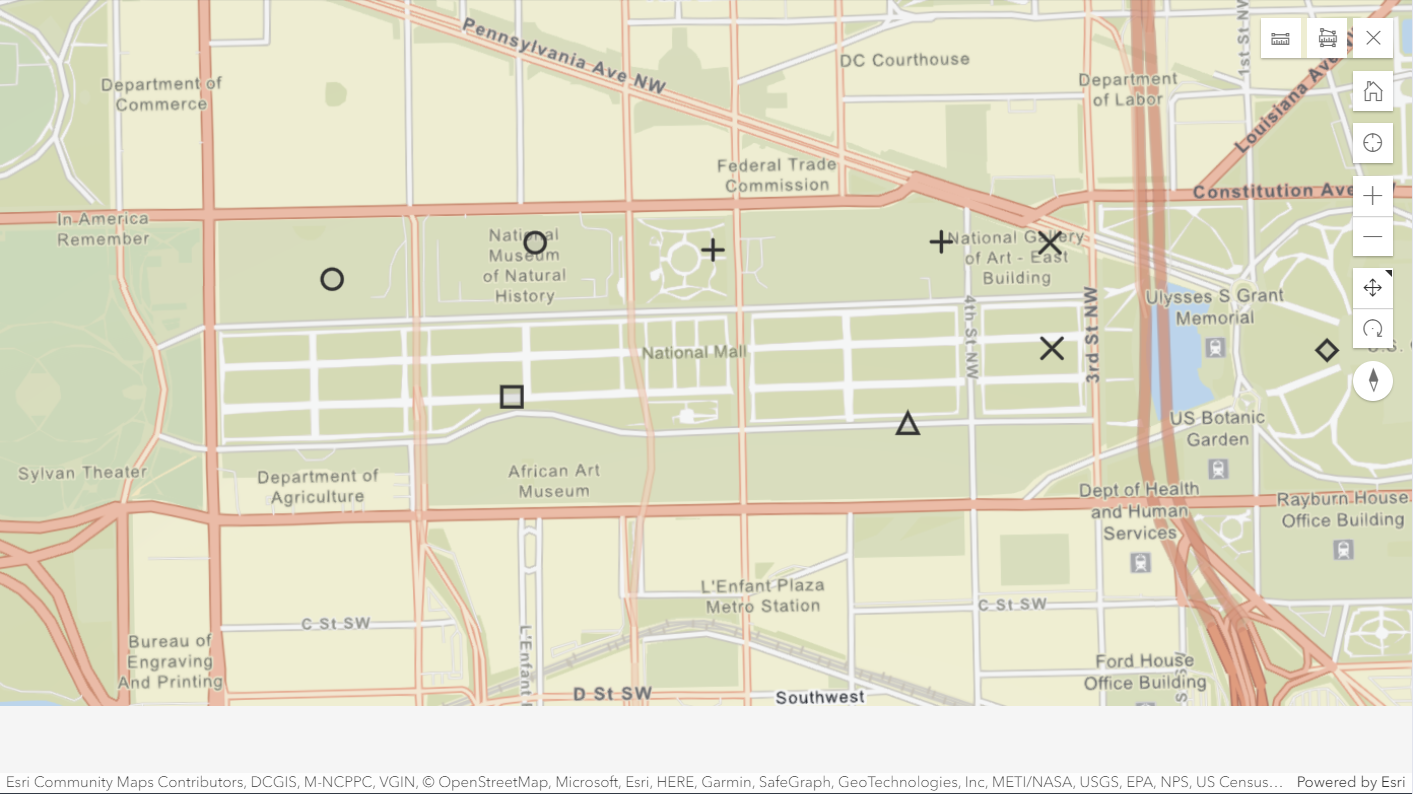 Pennsylvania Ave NW
DC Courthouse
1st St NW
Department of
Commerce
Department
of Labor
Louisiana Ave
Federal Trade
Commission
Constitution Ave
In America
Remember
National
Museum
of Natural
History
National Gallery
of Art - East
Building
4th St NW
3rd St NW
Ulysses S Grant
Memorial
National Mall
U.S.
US Botanic
Garden
Sylvan Theater
Department of
Agriculture
African Art
Museum
Dept of Health
and Human
Services
Rayburn House
Office Building
L'Enfant Plaza
Metro Station
C St SW
C St SW
Bureau of
Engraving
And Printing
L'Enfant
Ford House
Office Building
D St SW
Southwest
Esri Community Maps Contributors, DCGIS, M-NCPPC, VGIN, © OpenStreetMap, Microsoft, Esri, HERE, Garmin, SafeGraph, GeoTechnologies, Inc, METI/NASA, USGS, EPA, NPS, US Census… Powered by Esri